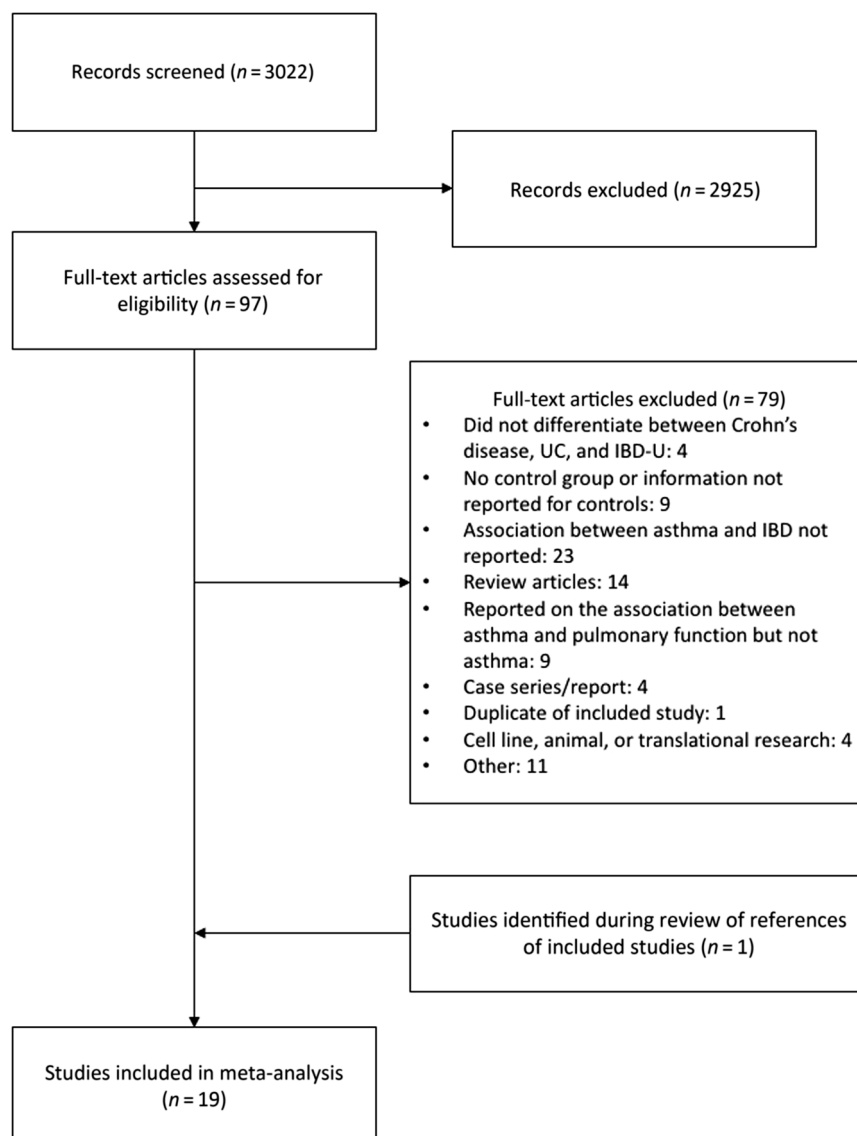 Records screened (n = 3022)
Records excluded (n = 2925)
Full-text articles assessed for
eligibility (n = 97)
Full-text articles excluded (n = 79)
• Did not differentiate between Crohn's
disease, UC, and IBD-U: 4
• No control group or information not
reported for controls: 9
• Association between asthma and IBD not
reported: 23
• Review articles: 14
• Reported on the association between
asthma and pulmonary function but not
asthma: 9
• Case series/report: 4
• Duplicate of included study: 1
• Cell line, animal, or translational research: 4
• Other: 11
Studies identified during review of references
of included studies (n = 1)
Studies included in meta-analysis
(n = 19)